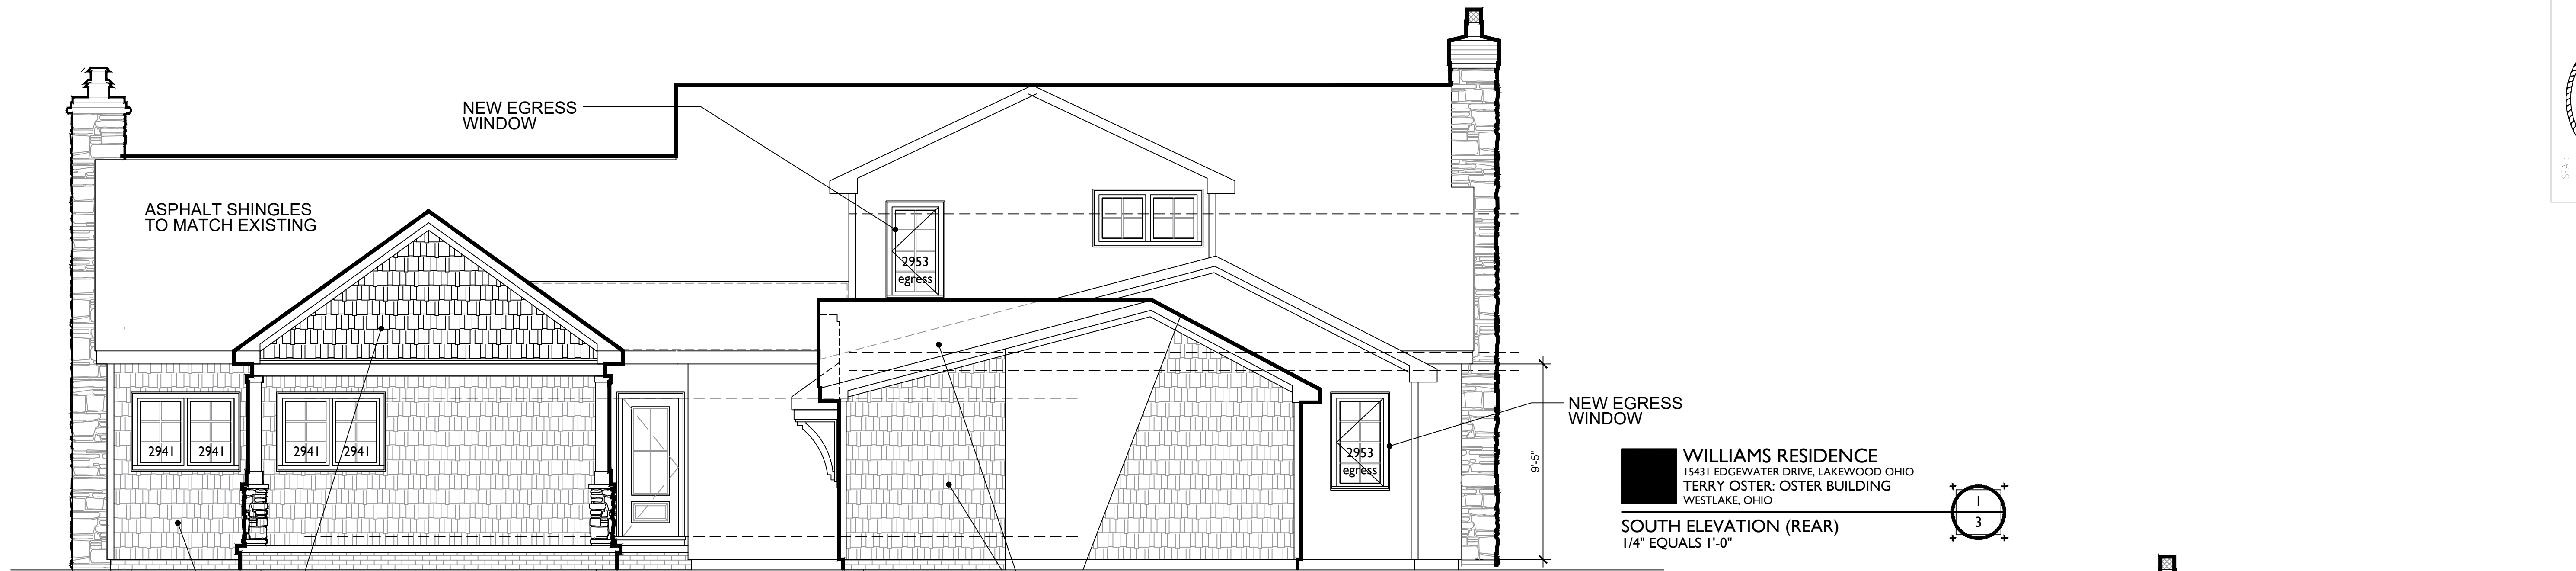 NEW EGRESS
WINDOW
ASPHALT SHINGLES
TO MATCH EXISTING
2953
egress
2941 2941
2941 2941
2953
egress
NEW EGRESS
WINDOW
9'-5"
WILLIAMS RESIDENCE
15431 EDGEWATER DRIVE, LAKEWOOD OHIO
TERRY OSTER: OSTER BUILDING
WESTLAKE, OHIO
1
3
SOUTH ELEVATION (REAR)
1/4" EQUALS 1'-0"
SEAL: